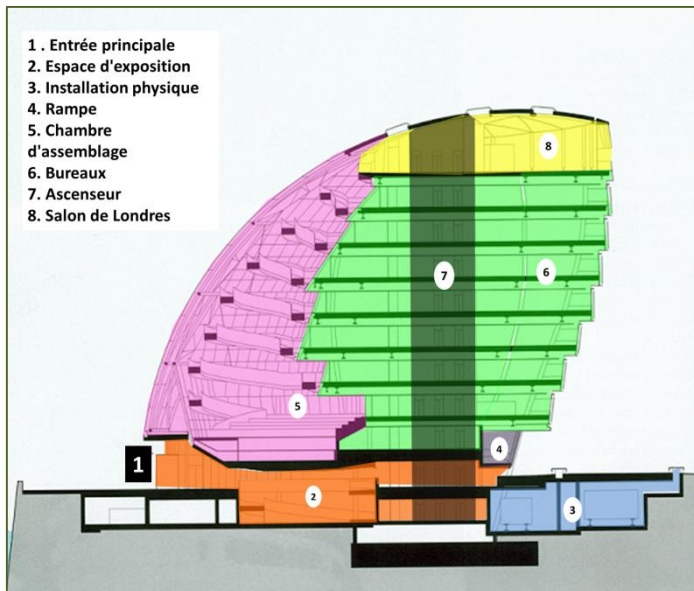 1 . Entrée principale
2. Espace d'exposition
3. Installation physique
4. Rampe
5. Chambre
d'assemblage
6. Bureaux
7. Ascenseur
8. Salon de Londres
8
7
6
5
4
1
2
3